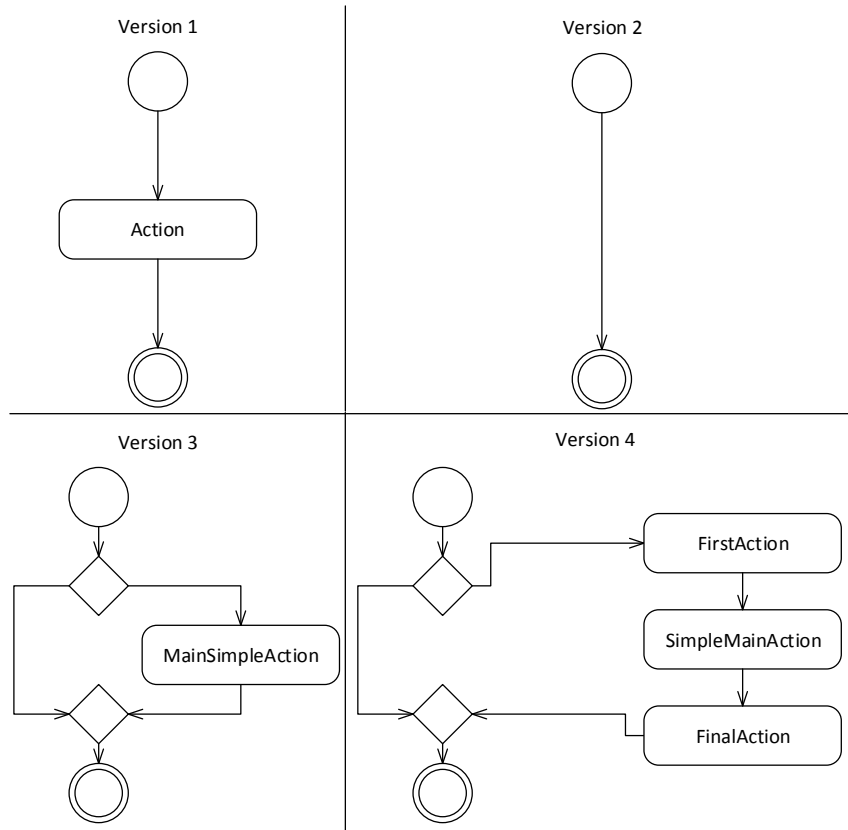 Version 1
Action
Version 2
Version 3
MainSimpleAction
Version 4
FirstAction
SimpleMainAction
FinalAction